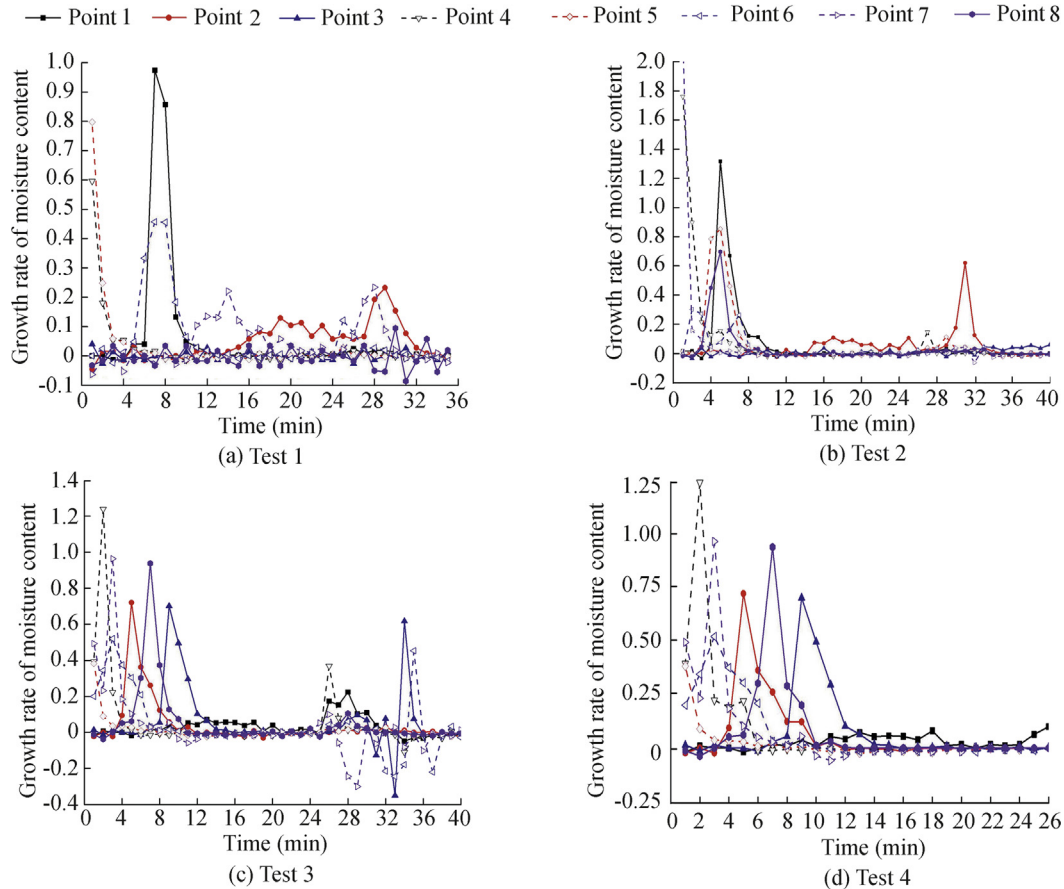 Point 1 Point 2 Point 3 Point 4 Point 5 Point 6 Point 7 Point 8
Growth rate of moisture content
1.0
0.9
0.8
0.7
0.6
0.5
0.4
0.3
0.2
0.1
0
-0.1
0 4 8 12 16 20 24 28 32 36
Time (min)
(a) Test 1
Growth rate of moisture content
2.0
1.8
1.6
1.4
1.2
1.0
0.8
0.6
0.4
0.2
0
-0.2
0 4 8 12 16 20 24 28 32 36 40
Time (min)
(b) Test 2
Growth rate of moisture content
1.4
1.2
1.0
0.8
0.6
0.4
0.2
0
-0.2
-0.4
0 4 8 12 16 20 24 28 32 36 40
Time (min)
(c) Test 3
Growth rate of moisture content
1.25
1.00
0.75
0.50
0.25
0
-0.25
0 2 4 6 8 10 12 14 16 18 20 22 24 26
Time (min)
(d) Test 4